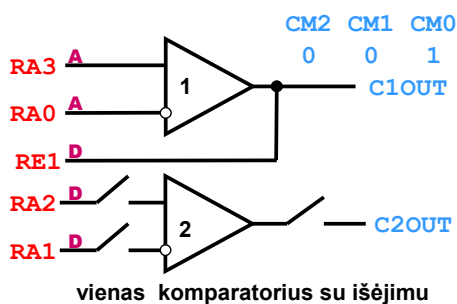 CM2 CM1 CM0
0 0 1
RA3 A
1
C1OUT
RA0 A
RE1 D
RA2 D
2
C2OUT
RA1 D
vienas komparatorius su išėjimu